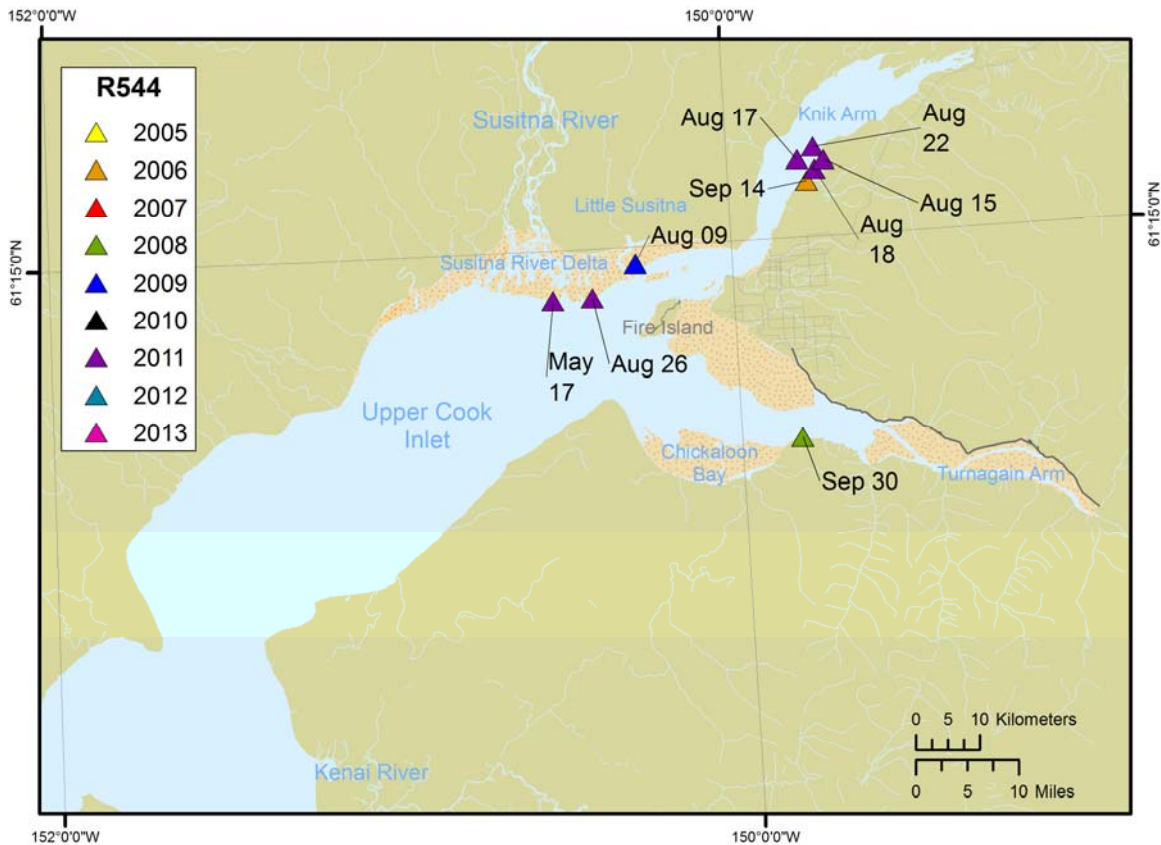 152°0'0"W
150°0'0"W
R544
2005
2006
2007
2008
2009
2010
2011
2012
2013
Susitna River
Knik Arm
Aug 17
Aug
22
Sep 14
Aug 15
Aug
18
Little Susitna
Aug 09
61°15'0"N
61°15'0"N
Susitna River Delta
Fire Island
May
17
Aug 26
Upper Cook
Inlet
Chickaloon
Bay
Turnagain Arm
Sep 30
Kenai River
0 5 10 Kilometers
0 5 10 Miles
152°0'0"W
150°0'0"W